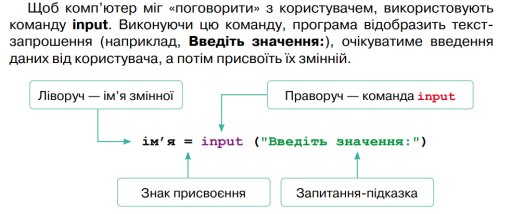 Щоб комп'ютер міг «поговорити» з користувачем, використовують
команду input. Виконуючи цю команду, програма відобразить текст-
запрошення (наприклад, Введіть значення:), очікуватиме введення
даних від користувача, а потім присвоїть їх змінній.
Ліворуч — ім'я змінної
Праворуч — команда input
ім'я = input ("Введіть значення:")
Знак присвоєння
Запитання-підказка